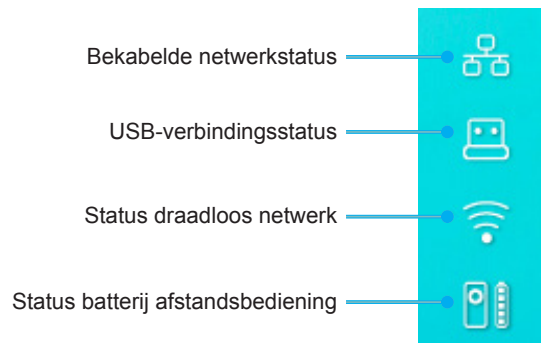 Bekabelde netwerkstatus
USB-verbindingsstatus
Status draadloos netwerk
Status batterij afstandsbediening